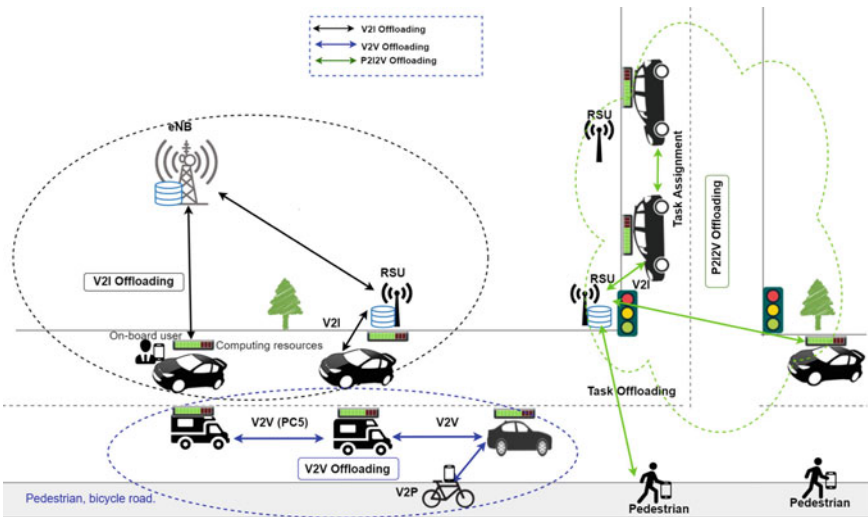 V2I Offloading
V2V Offloading
P2I2V Offloading
eNB
RSU
Task Assignment
P2I2V Offloading
V2I Offloading
RSU
RSU
V2I
V2I
On-board user
Computing resources
Task Offloading
V2V (PC5)
V2V
V2V Offloading
V2P
Pedestrian, bicycle road.
Pedestrian
Pedestrian